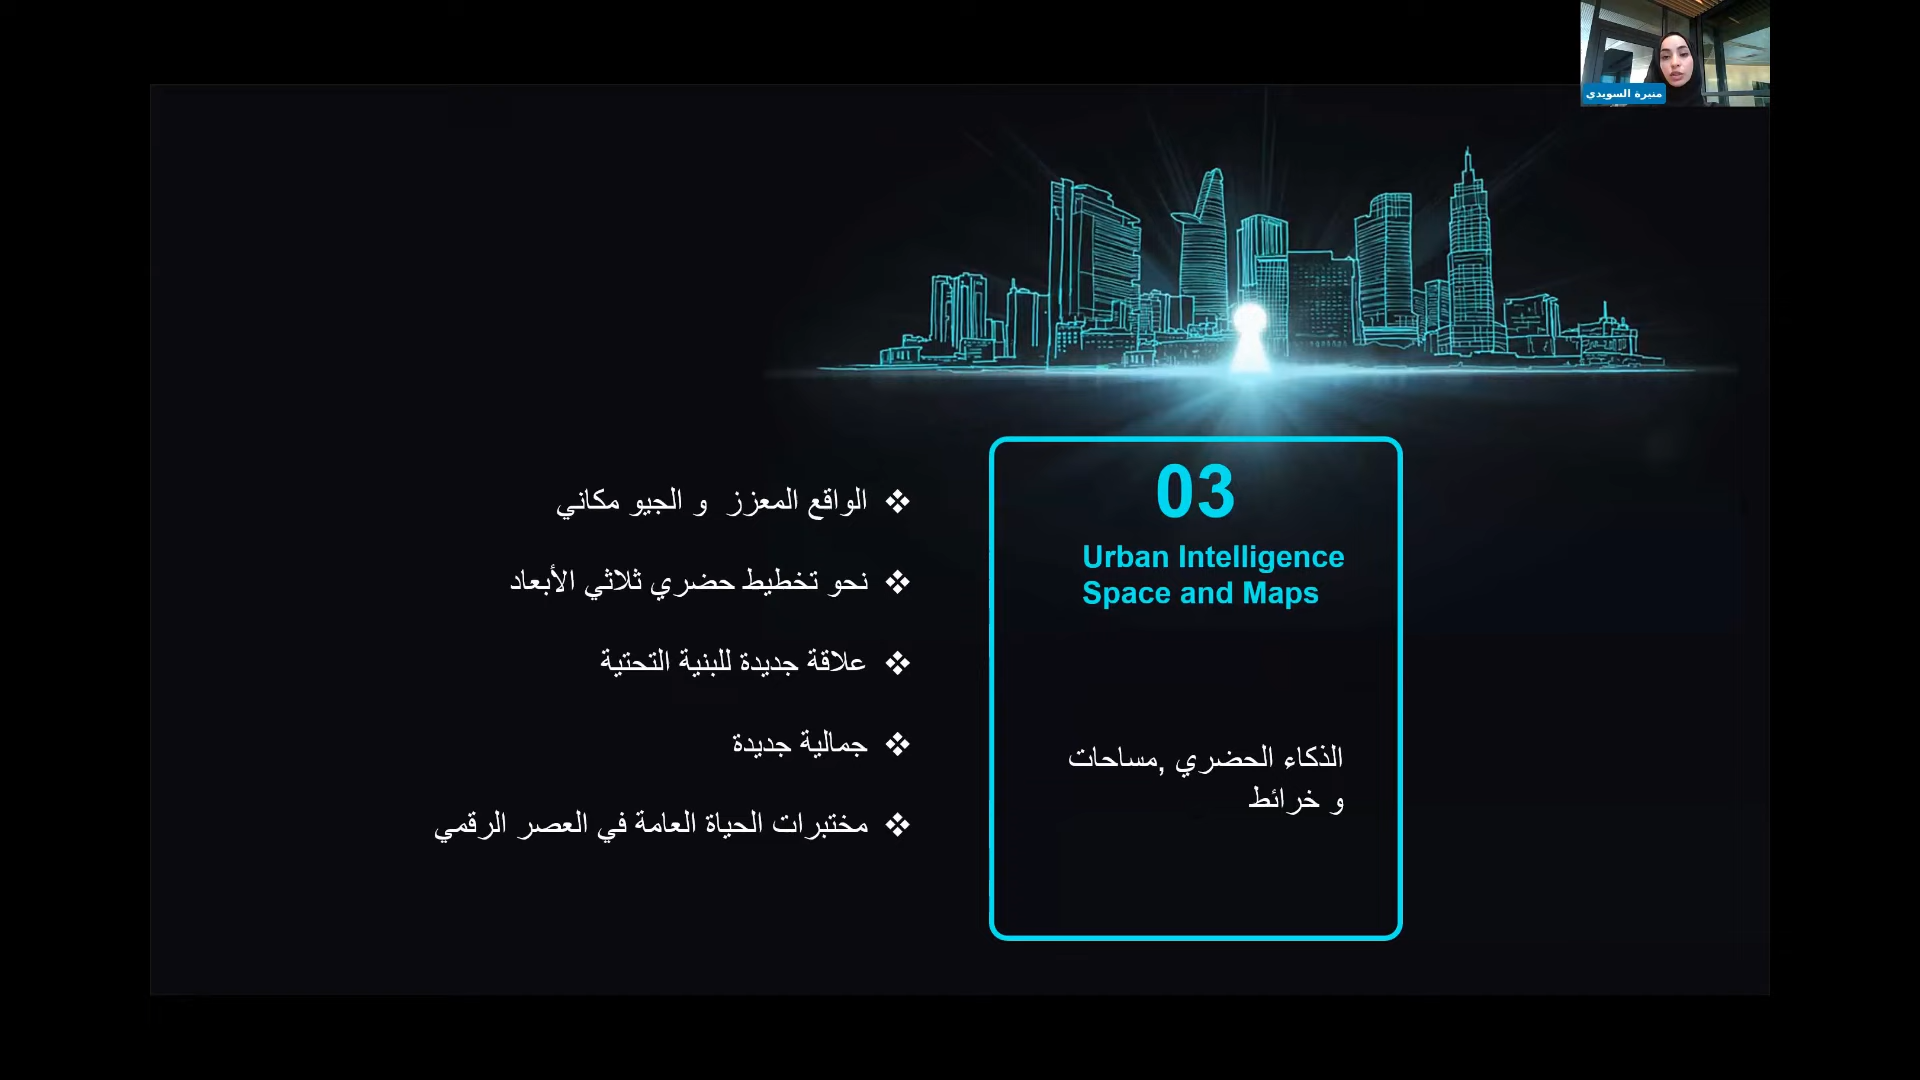 منيرة السويدي
03
Urban Intelligence
Space and Maps
الذكاء الحضري ,مساحات
و خرائط
❖ الواقع المعزز و الجيو مكاني
❖ نحو تخطيط حضري ثلاثي الأبعاد
❖ علاقة جديدة للبنية التحتية
❖ جمالية جديدة
❖ مختبرات الحياة العامة في العصر الرقمي